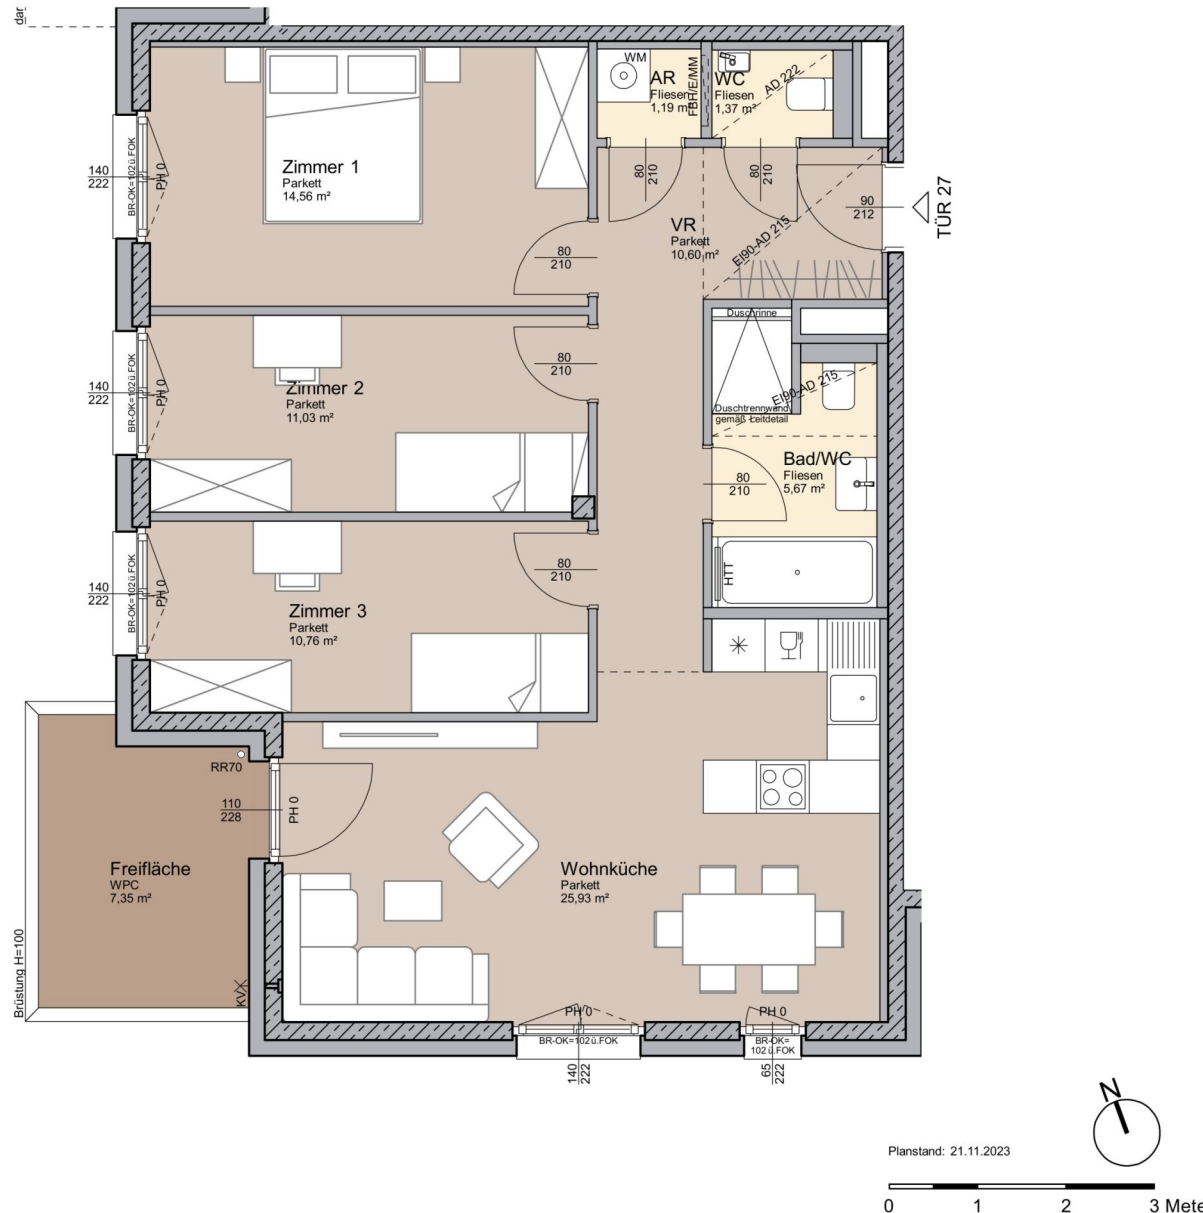 dar
WM
AR
Fliesen
1,19 m²
FBH/E/MM
WC
Fliesen
1,37 m²
AD 222
Zimmer 1
Parkett
14,56 m²
140
222
BR-OK=102ü.FOK
PH 0
80
210
80
210
90
212
TÜR 27
VR
Parkett
10,60 m²
EI90-AD 215
80
210
Duschrinne
80
210
Zimmer 2
Parkett
11,03 m²
140
222
BR-OK=102ü.FOK
PH 0
EI90-AD 215
Duschtrennwand
gemäß Leitdetail
Bad/WC
Fliesen
5,67 m²
80
210
HTT
80
210
Zimmer 3
Parkett
10,76 m²
140
222
BR-OK=102ü.FOK
PH 0
RR70
110
228
PH 0
Freifläche
WPC
7,35 m²
Wohnküche
Parkett
25,93 m²
Brüstung H=100
KV
PH 0
BR-OK=102ü.FOK
140
222
PH 0
BR-OK=
102ü.FOK
65
222
N
Planstand: 21.11.2023
0 1 2 3 Mete